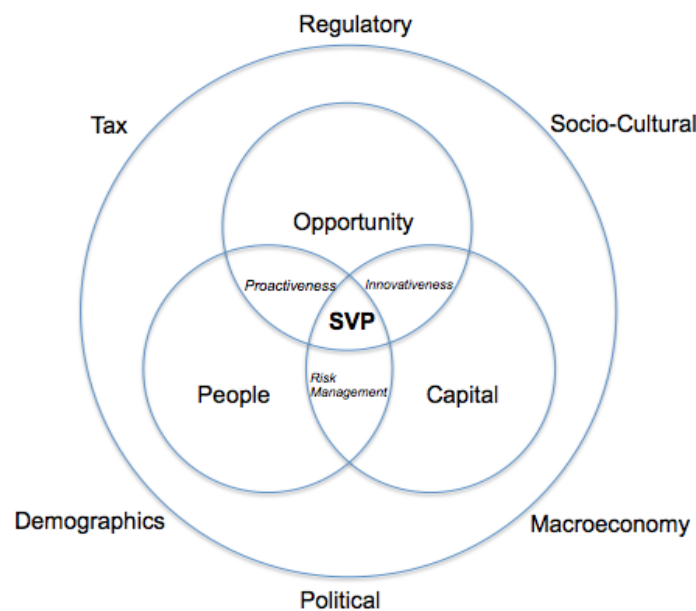 Regulatory
Tax
Socio-Cultural
Opportunity
Proactiveness
Innovativeness
SVP
Risk
Management
People
Capital
Demographics
Macroeconomy
Political